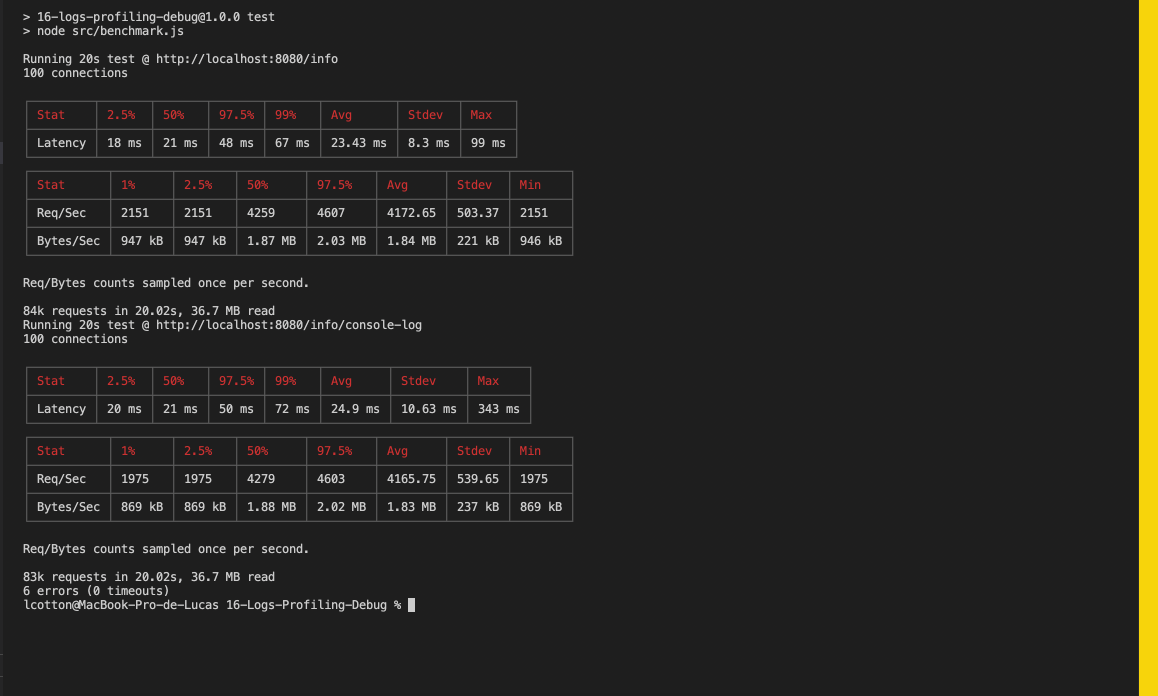 > 16-logs-profiling-debug@1.0.0 test
> node src/benchmark.js
Running 20s test @ http://localhost:8080/info
100 connections
Stat 2.5% 50% 97.5% 99% Avg Stdev Max
Latency 18 ms 21 ms 48 ms 67 ms 23.43 ms 8.3 ms 99 ms
Stat 1% 2.5% 50% 97.5% Avg Stdev Min
Req/Sec 2151 2151 4259 4607 4172.65 503.37 2151
Bytes/Sec 947 kB 947 kB 1.87 MB 2.03 MB 1.84 MB 221 kB 946 kB
Req/Bytes counts sampled once per second.
84k requests in 20.02s, 36.7 MB read
Running 20s test @ http://localhost:8080/info/console-log
100 connections
Stat 2.5% 50% 97.5% 99% Avg Stdev Max
Latency 20 ms 21 ms 50 ms 72 ms 24.9 ms 10.63 ms 343 ms
Stat 1% 2.5% 50% 97.5% Avg Stdev Min
Req/Sec 1975 1975 4279 4603 4165.75 539.65 1975
Bytes/Sec 869 kB 869 kB 1.88 MB 2.02 MB 1.83 MB 237 kB 869 kB
Req/Bytes counts sampled once per second.
83k requests in 20.02s, 36.7 MB read
6 errors (0 timeouts)
lcotton@MacBook-Pro-de-Lucas 16-Logs-Profiling-Debug %